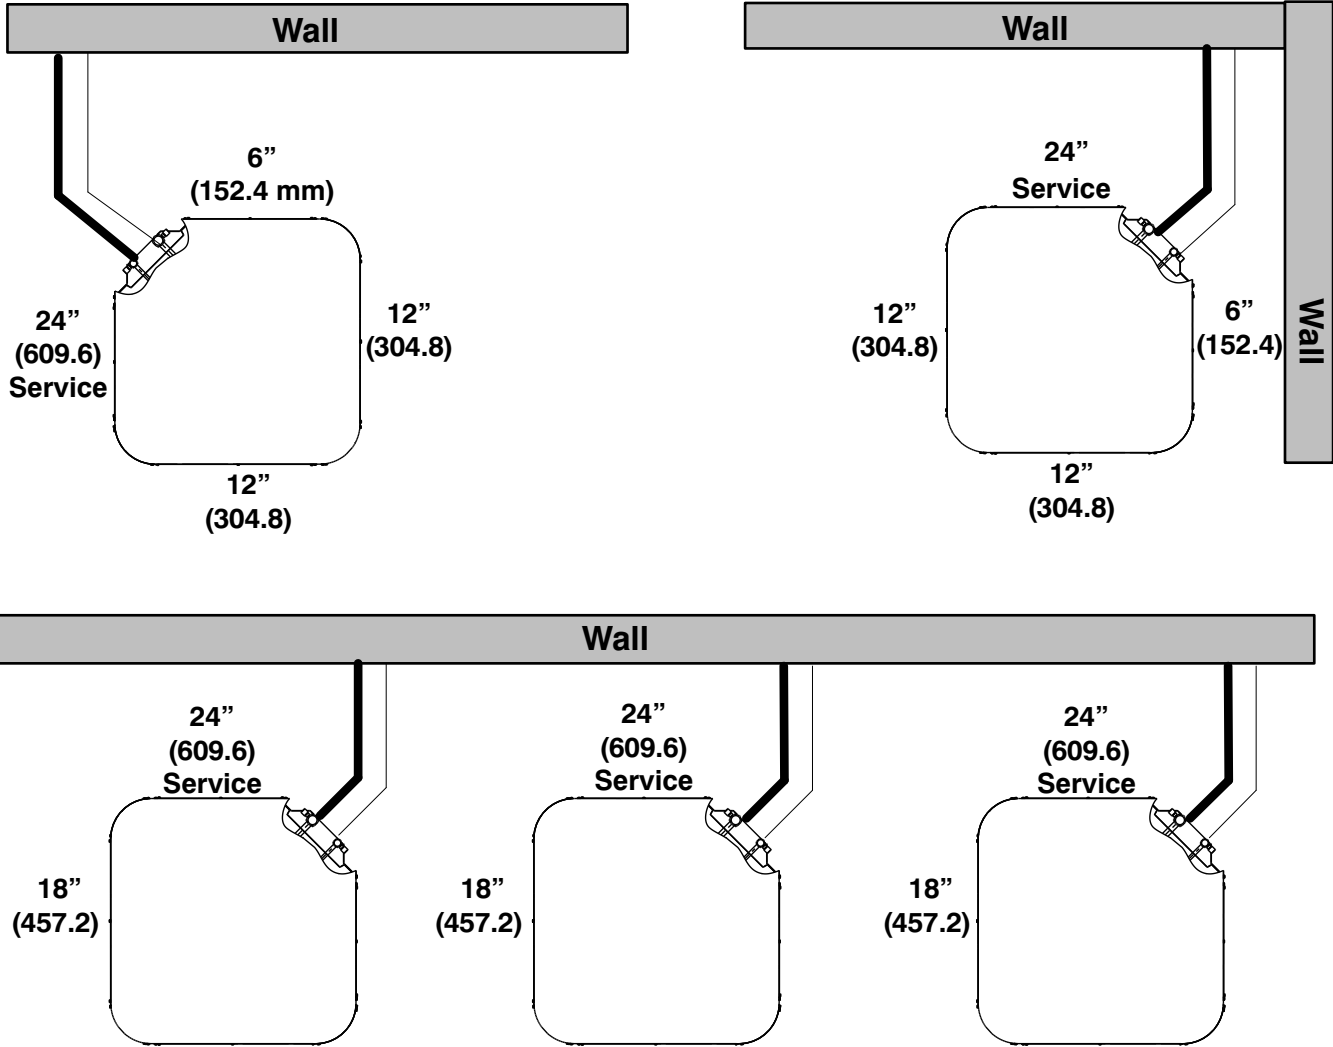 Wall
6”
(152.4 mm)
24”
(609.6)
Service
12”
(304.8)
12”
(304.8)
Wall
Wall
24”
Service
12”
(304.8)
6”
(152.4)
12”
(304.8)
Wall
24”
(609.6)
Service
18”
(457.2)
24”
(609.6)
Service
18”
(457.2)
24”
(609.6)
Service
18”
(457.2)